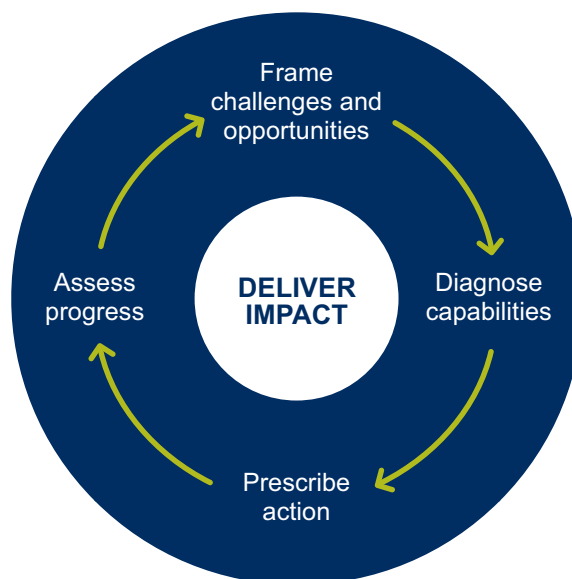 Frame
challenges and
opportunities
Diagnose
capabilities
Prescribe
action
Assess
progress
DELIVER
IMPACT